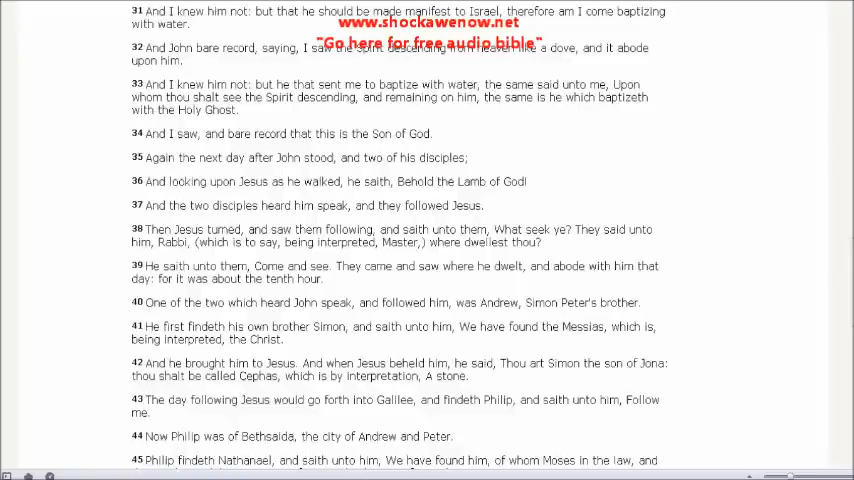 31 And I knew him not: but that he should be made manifest to Israel, therefore am I come baptizing
with water.
www.shockawenow.net
"Go here for free audio bible"
32 And John bare record, saying, I saw the Spirit descending from heaven like a dove, and it abode
upon him.
33 And I knew him not: but he that sent me to baptize with water, the same said unto me, Upon
whom thou shalt see the Spirit descending, and remaining on him, the same is he which baptizeth
with the Holy Ghost.
34 And I saw, and bare record that this is the Son of God.
35 Again the next day after John stood, and two of his disciples;
36 And looking upon Jesus as he walked, he saith, Behold the Lamb of God!
37 And the two disciples heard him speak, and they followed Jesus.
38 Then Jesus turned, and saw them following, and saith unto them, What seek ye? They said unto
him, Rabbi, (which is to say, being interpreted, Master,) where dwellest thou?
39 He saith unto them, Come and see. They came and saw where he dwelt, and abode with him that
day: for it was about the tenth hour.
40 One of the two which heard John speak, and followed him, was Andrew, Simon Peter's brother.
41 He first findeth his own brother Simon, and saith unto him, We have found the Messias, which is,
being interpreted, the Christ.
42 And he brought him to Jesus. And when Jesus beheld him, he said, Thou art Simon the son of Jona:
thou shalt be called Cephas, which is by interpretation, A stone.
43 The day following Jesus would go forth into Galilee, and findeth Philip, and saith unto him, Follow
me.
44 Now Philip was of Bethsaida, the city of Andrew and Peter.
45 Philip findeth Nathanael, and saith unto him, We have found him, of whom Moses in the law, and